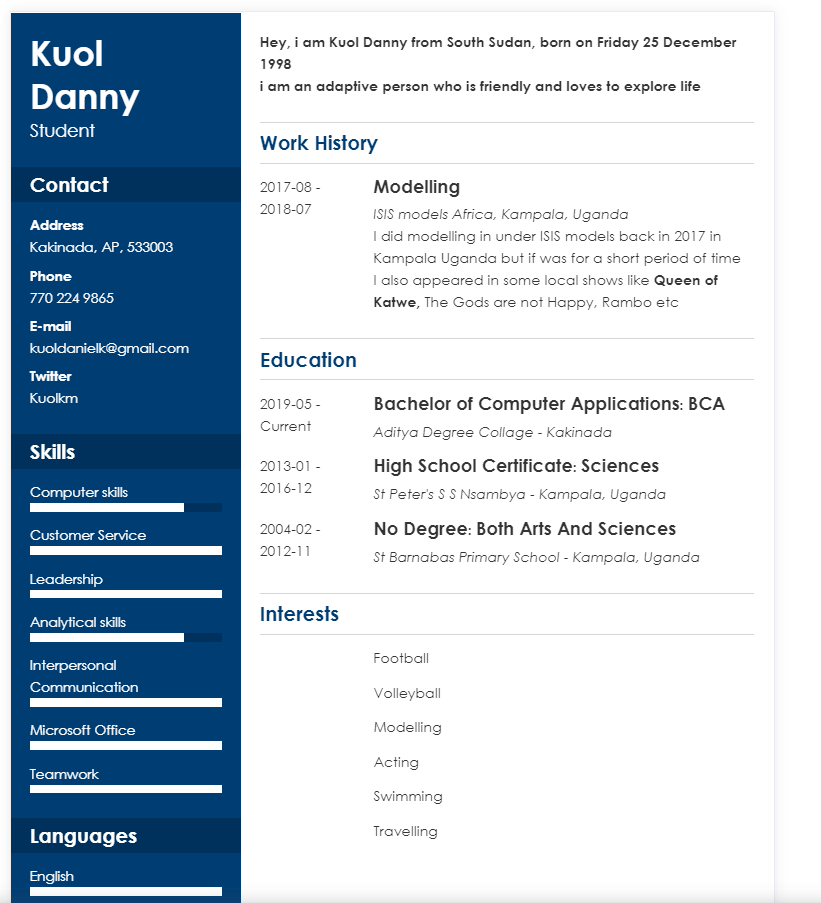 Kuol
Danny
Student
Contact
Address
Kakinada, AP, 533003
Phone
770 224 9865
E-mail
kuoldanielk@gmail.com
Twitter
Kuolkm
Skills
Computer skills
Customer Service
Leadership
Analytical skills
Interpersonal
Communication
Microsoft Office
Teamwork
Languages
English
Hey, i am Kuol Danny from South Sudan, born on Friday 25 December
1998
i am an adaptive person who is friendly and loves to explore life
Work History
2017-08 -
2018-07
Modelling
ISIS models Africa, Kampala, Uganda
I did modelling in under ISIS models back in 2017 in
Kampala Uganda but if was for a short period of time
I also appeared in some local shows like Queen of
Katwe, The Gods are not Happy, Rambo etc
Education
2019-05 -
Current
Bachelor of Computer Applications: BCA
Aditya Degree Collage - Kakinada
2013-01 -
2016-12
High School Certificate: Sciences
St Peter's S S Nsambya - Kampala, Uganda
2004-02 -
2012-11
No Degree: Both Arts And Sciences
St Barnabas Primary School - Kampala, Uganda
Interests
Football
Volleyball
Modelling
Acting
Swimming
Travelling